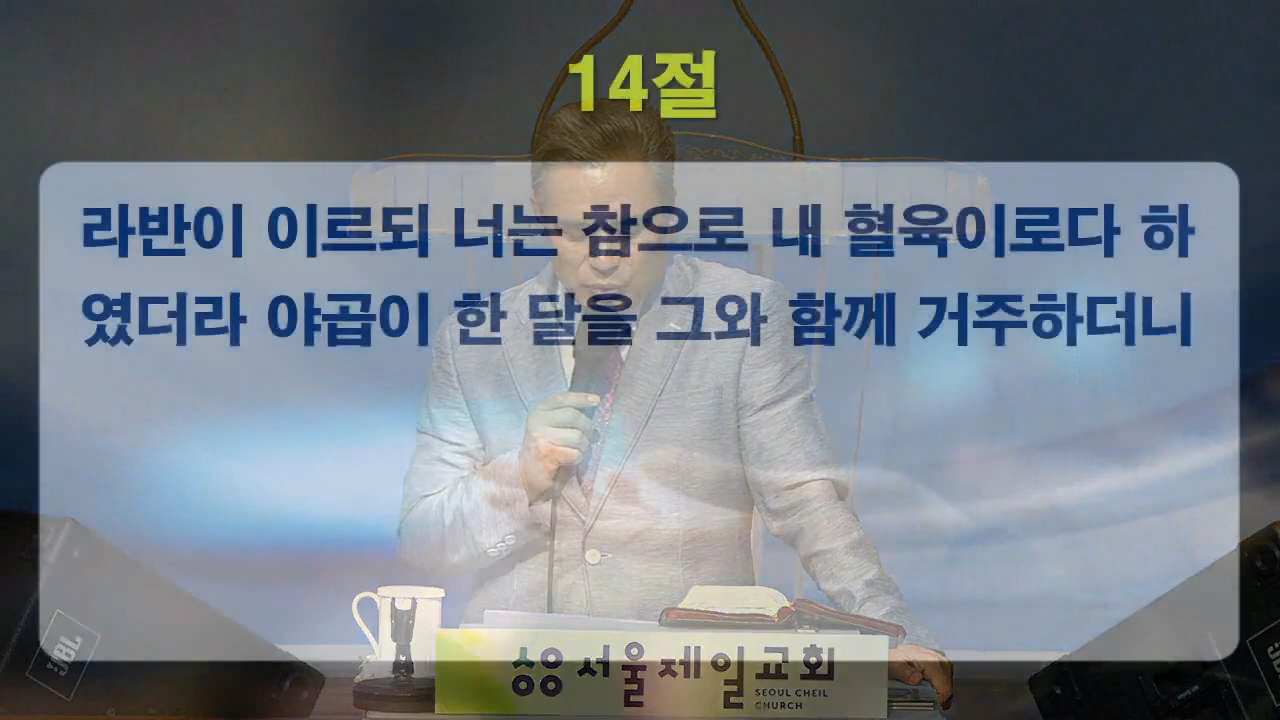 14절
라반이 이르되 너는 참으로 내 혈육이로다 하
였더라 야곱이 한 달을 그와 함께 거주하더니
JBL
서울제일교회
SEOUL CHEIL
CHURCH